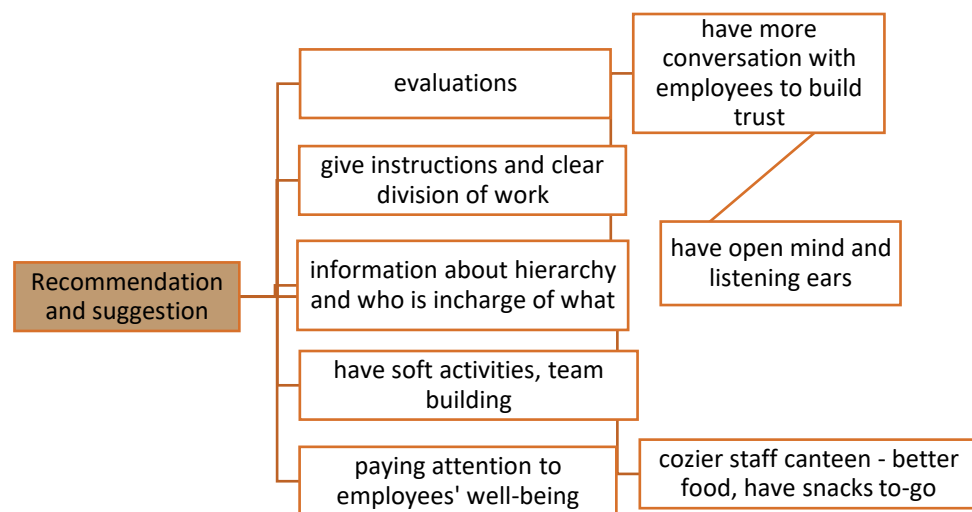 Recommendation
and suggestion
evaluations
give instructions and clear
division of work
information about hierarchy
and who is incharge of what
have soft activities, team
building
paying attention to
employees' well-being
have more
conversation with
employees to build
trust
have open mind and
listening ears
cozier staff canteen - better
food, have snacks to-go